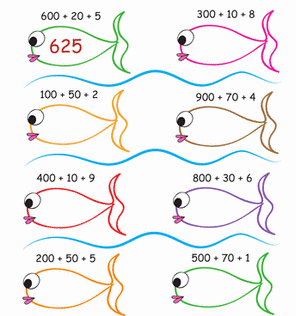 600 + 20 + 5
300 + 10 + 8
625
100 + 50 + 2
900 + 70 + 4
400 + 10 + 9
800 + 30 + 6
200 + 50 + 5
500 + 70 + 1